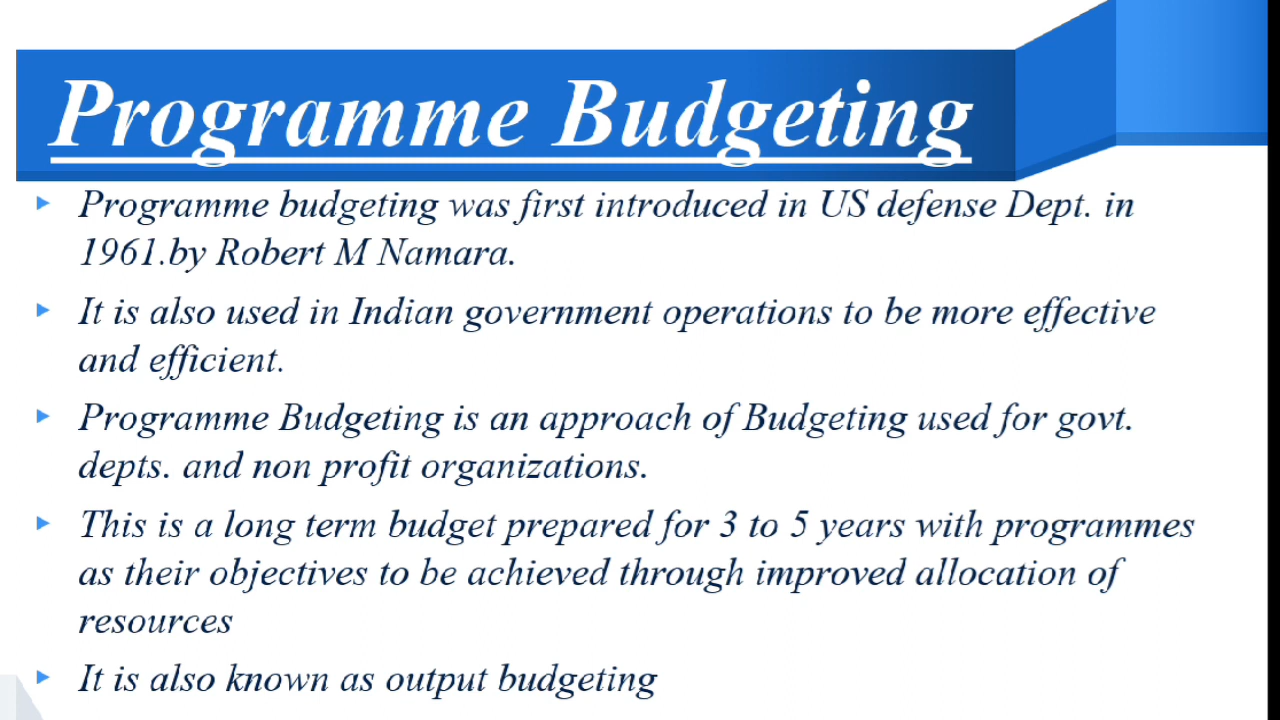 Programme Budgeting
Programme budgeting was first introduced in US defense Dept. in
1961.by Robert M Namara.
It is also used in Indian government operations to be more effective
and efficient.
Programme Budgeting is an approach of Budgeting used for govt.
depts. and non profit organizations.
This is a long term budget prepared for 3 to 5 years with programmes
as their objectives to be achieved through improved allocation of
resources
It is also known as output budgeting